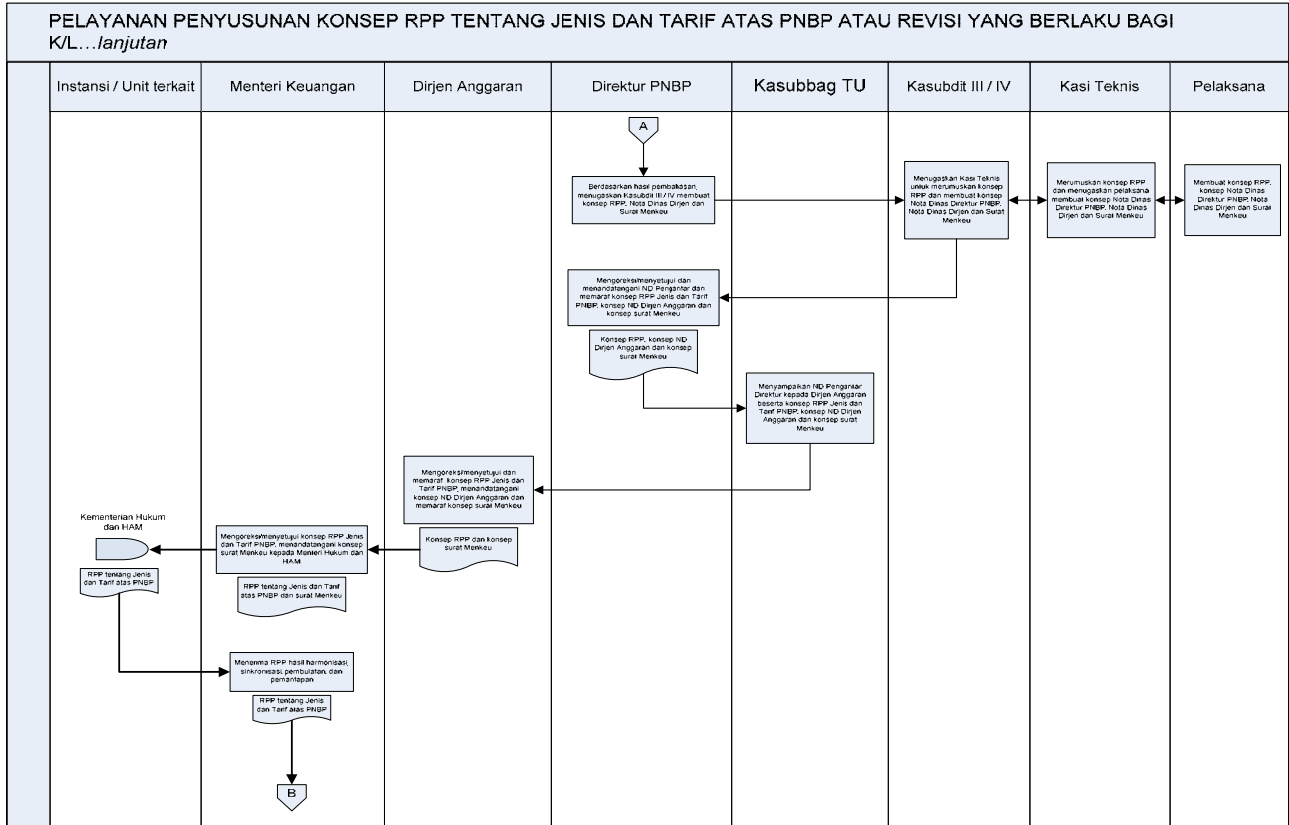 PELAYANAN PENYUSUNAN KONSEP RPP TENTANG JENIS DAN TARIF ATAS PNBP ATAU REVISI YANG BERLAKU BAGI
K/L...lanjutan
Instansi / Unit terkait
Menteri Keuangan
Dirjen Anggaran
Direktur PNBP
Kasubbag TU
Kasubdit III / IV
Kasi Teknis
Pelaksana
A
Berdasarkan hasil pembahasan,
menugaskan Kasubdit III / IV membuat
konsep RPP, Nota Dinas Dirjen dan
Surat Menkeu
Menugaskan Kasi Teknis
untuk merumuskan konsep
RPP dan membuat konsep
Nota Dinas Direktur PNBP,
Nota Dinas Dirjen dan Surat
Menkeu
Merumuskan konsep RPP
dan menugaskan pelaksana
membuat konsep Nota Dinas
Direktur PNBP, Nota Dinas
Dirjen dan Surat Menkeu
Membuat konsep RPP,
konsep Nota Dinas
Direktur PNBP, Nota
Dinas Dirjen dan Surat
Menkeu
Mengoreksi/menyetujui dan
menandatangani ND Pengantar dan
memaraf konsep RPP Jenis dan Tarif
PNBP, konsep ND Dirjen Anggaran dan
konsep surat Menkeu
Konsep RPP, konsep ND
Dirjen Anggaran dan konsep
surat Menkeu
Menyampaikan ND Pengantar
Direktur kepada Dirjen Anggaran
beserta konsep RPP Jenis dan
Tarif PNBP, konsep ND Dirjen
Anggaran dan konsep surat
Menkeu
Mengoreksi/menyetujui dan
memaraf konsep RPP Jenis dan
Tarif PNBP, menandatangani
konsep ND Dirjen Anggaran dan
memaraf konsep surat Menkeu
Konsep RPP dan konsep
surat Menkeu
Mengoreksi/menyetujui konsep RPP Jenis
dan Tarif PNBP, menandatangani konsep
surat Menkeu kepada Menteri Hukum dan
HAM
RPP tentang Jenis dan Tarif
atas PNBP dan surat Menkeu
Kementerian Hukum
dan HAM
RPP tentang Jenis
dan Tarif atas PNBP
Menerima RPP hasil harmonisasi,
sinkronisasi, pembulatan, dan
pemantapan
RPP tentang Jenis
dan Tarif atas PNBP
B